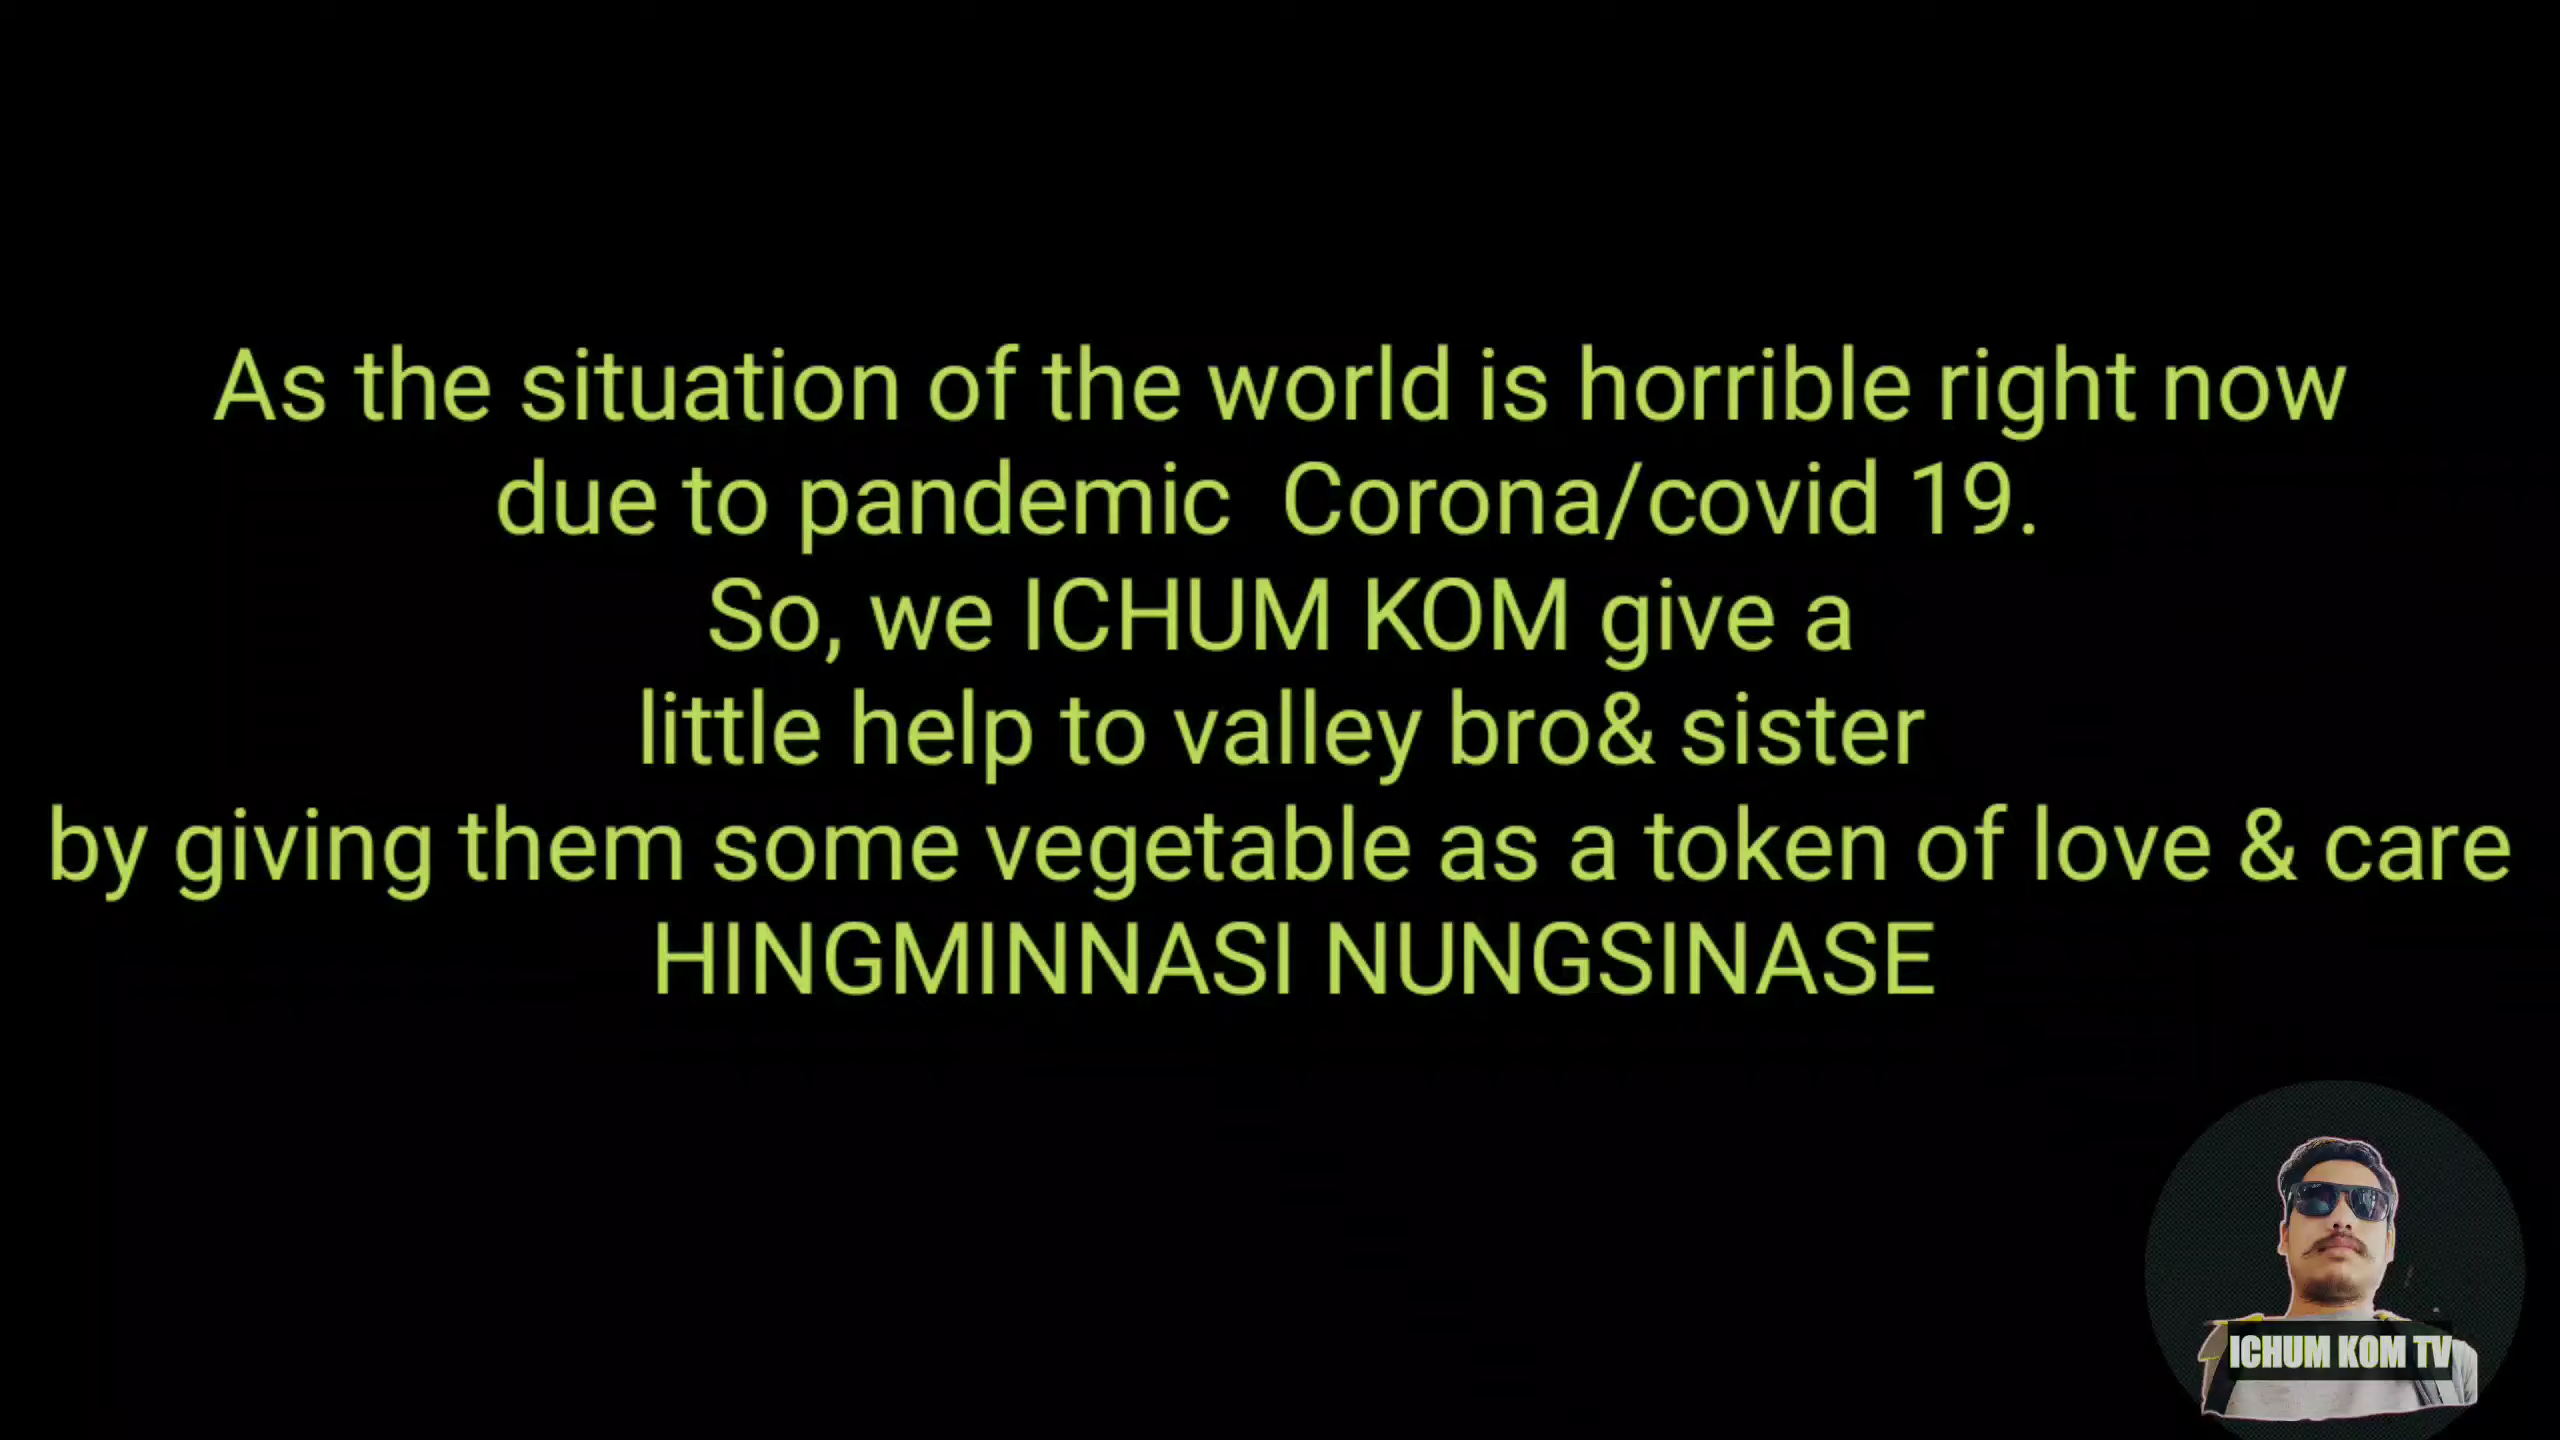 As the situation of the world is horrible right now
due to pandemic  Corona/covid 19.
So, we ICHUM KOM give a
little help to valley bro& sister
by giving them some vegetable as a token of love & care
HINGMINNASI NUNGSINASE
ICHUM KOM TV